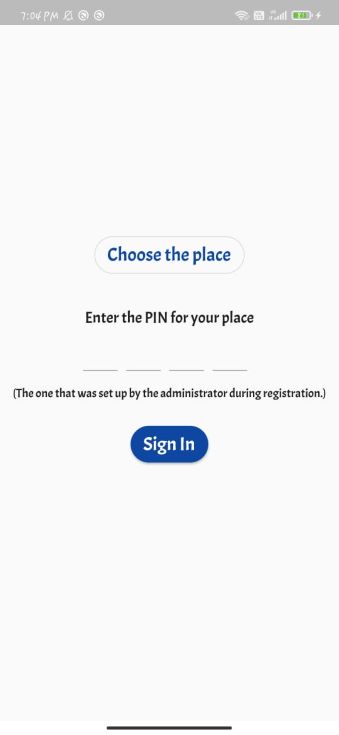 7:04 PM
Choose the place
Enter the PIN for your place
(The one that was set up by the administrator during registration.)
Sign In